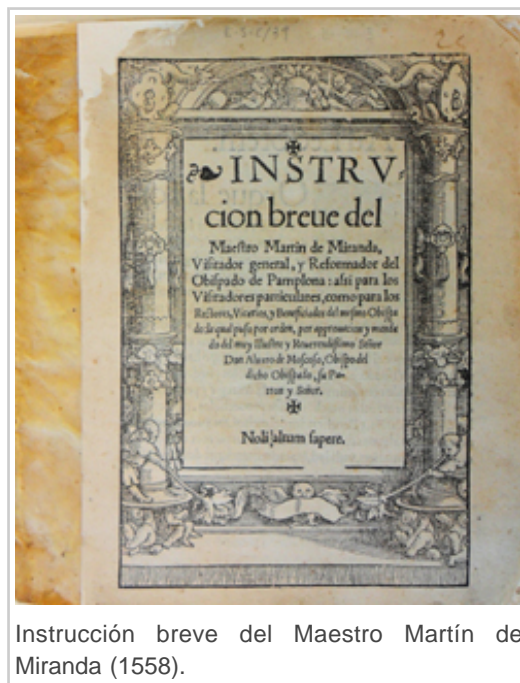 INSTRV
cion breue del
Maeſtro Martin de Miranda,
Viſitador general, y Reformador del
Obiſpado de Pamplona: aſsi para los
Viſitadores particulares, como para los
Rectores, Vicarios, y Beneficiados del meſmo Obiſpa
do: la qual puſo por orden, por approuacion y manda
do del muy Illuſtre y Reuerendiſsimo Señor
Don Aluaro de Moſcoſo, Obiſpo del
dicho Obiſpado, ſu Pa-
tron y Señor.
Noli altum ſapere.
Instrucción breve del Maestro Martín de
Miranda (1558).